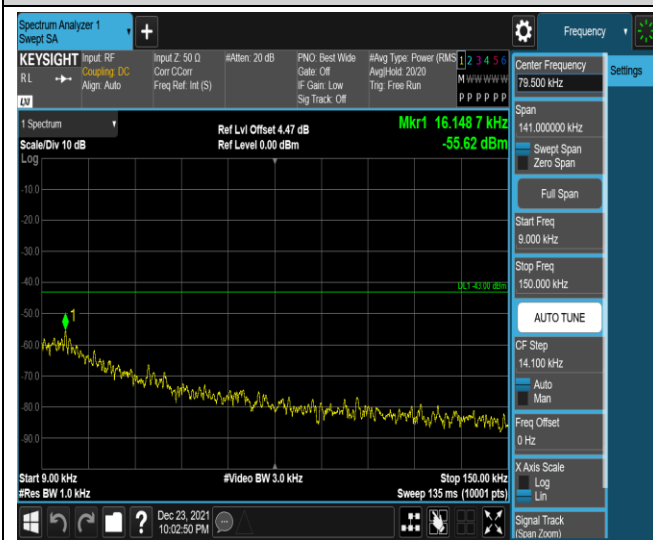 Spectrum Analyzer 1
Swept SA
+
Frequency
KEYSIGHT
RL
LXI
Input: RF
Coupling: DC
Align: Auto
Input Z: 50 Ω
Corr CCorr
Freq Ref: Int (S)
#Atten: 20 dB
PNO: Best Wide
Gate: Off
IF Gain: Low
Sig Track: Off
#Avg Type: Power (RMS
Avg|Hold: 20/20
Trig: Free Run
1 2 3 4 5 6
M W W W W W
P P P P P P
Settings
1 Spectrum
Scale/Div 10 dB
Ref Lvl Offset 4.47 dB
Ref Level 0.00 dBm
Mkr1 16.148 7 kHz
-55.62 dBm
Log
-10.0
-20.0
-30.0
-40.0
-50.0
-60.0
-70.0
-80.0
-90.0
DL1 -43.00 dBm
1
Start 9.00 kHz
#Res BW 1.0 kHz
#Video BW 3.0 kHz
Stop 150.00 kHz
Sweep 135 ms (10001 pts)
Center Frequency
79.500 kHz
Span
141.000000 kHz
Swept Span
Zero Span
Full Span
Start Freq
9.000 kHz
Stop Freq
150.000 kHz
AUTO TUNE
CF Step
14.100 kHz
Auto
Man
Freq Offset
0 Hz
X Axis Scale
Log
Lin
Signal Track
(Span Zoom)
?
Dec 23, 2021
10:02:50 PM